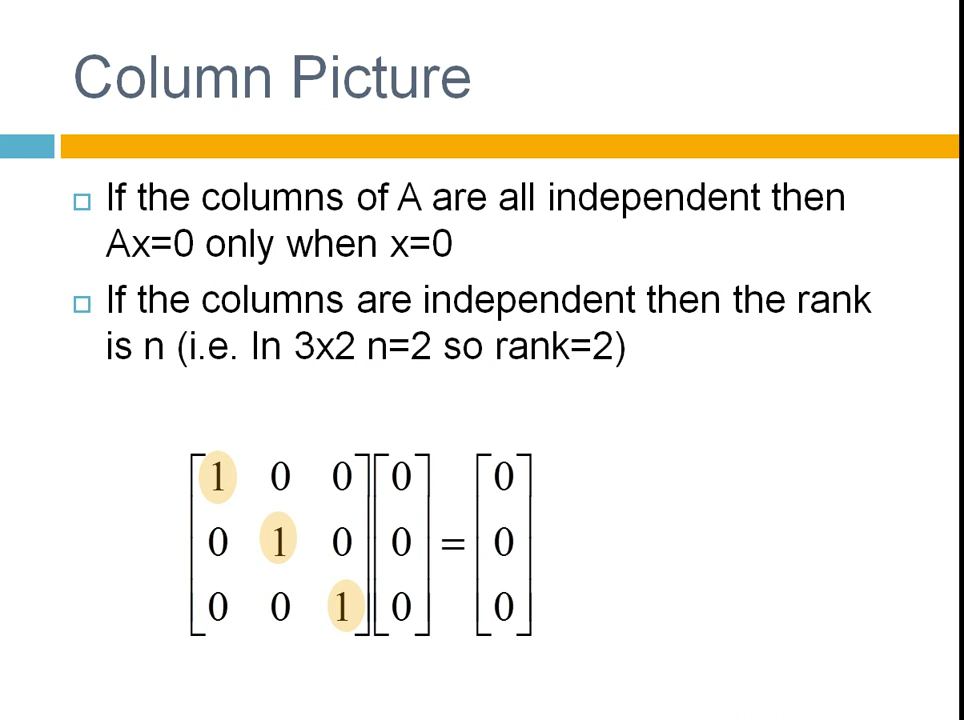 Column Picture
If the columns of A are all independent then
Ax=0 only when x=0
If the columns are independent then the rank
is n (i.e. In 3x2 n=2 so rank=2)
[1 0 0] [0] [0]
[0 1 0] [0] = [0]
[0 0 1] [0] [0]